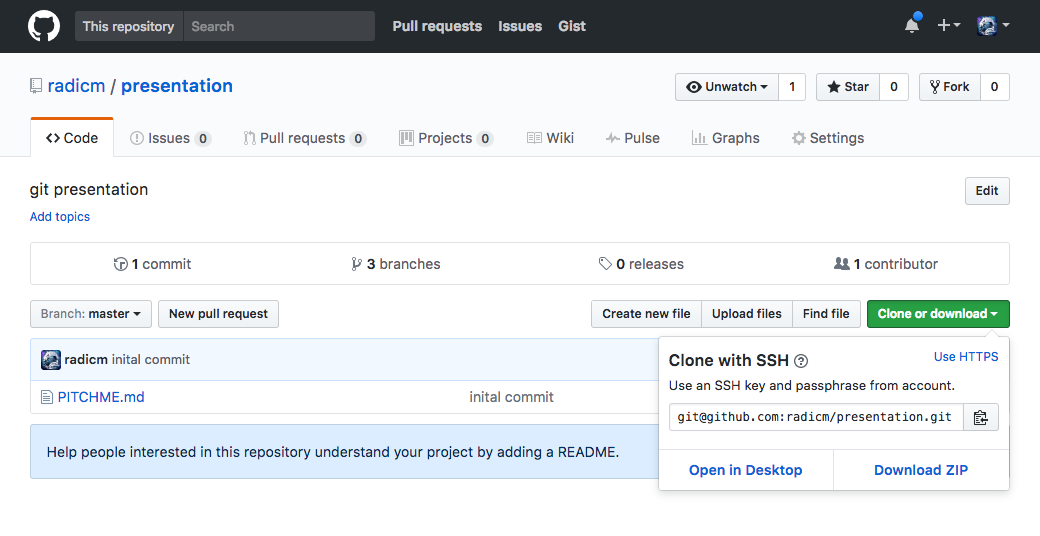 This repository Search Pull requests Issues Gist
radicm / presentation Unwatch 1 Star 0 Fork 0
Code Issues 0 Pull requests 0 Projects 0 Wiki Pulse Graphs Settings
git presentation Edit
Add topics
1 commit 3 branches 0 releases 1 contributor
Branch: master New pull request Create new file Upload files Find file Clone or download
radicm inital commit
PITCHME.md inital commit
Help people interested in this repository understand your project by adding a README.
Clone with SSH ? Use HTTPS
Use an SSH key and passphrase from account.
git@github.com:radicm/presentation.git
Open in Desktop Download ZIP